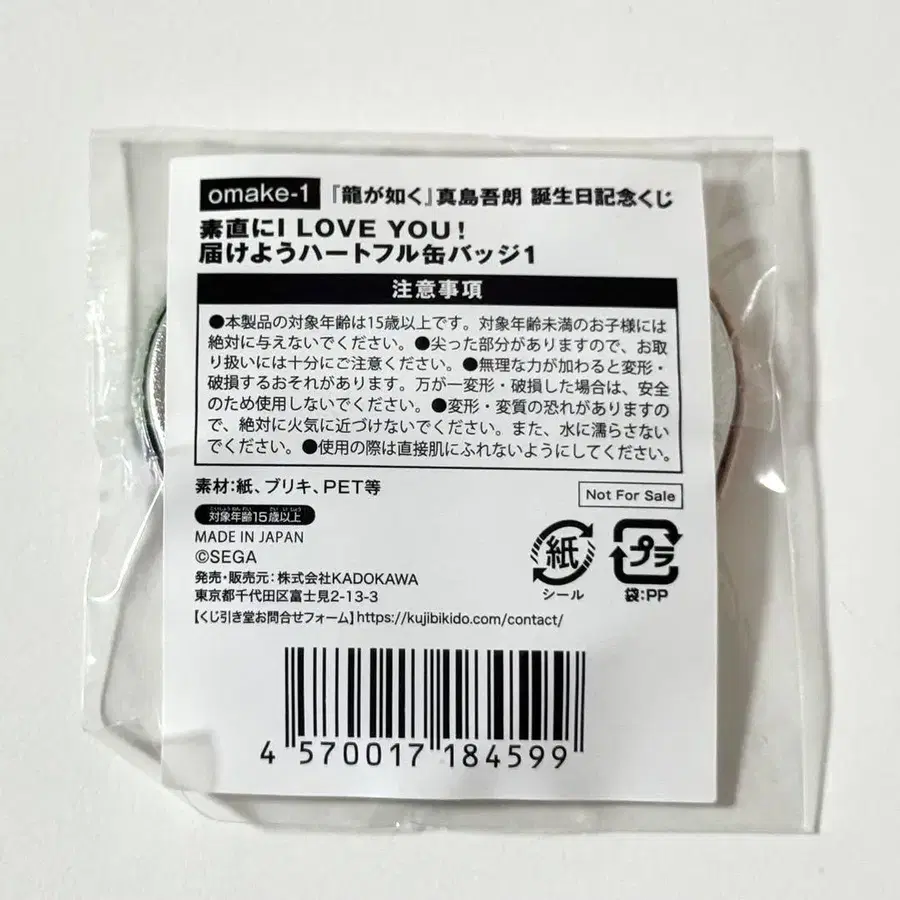 omake-1 『龍が如く』真島吾朗 誕生日記念くじ
素直にI LOVE YOU!
届けようハートフル缶バッジ1
注意事項
●本製品の対象年齢は15歳以上です。対象年齢未満のお子様には
絶対に与えないでください。●尖った部分がありますので、お取
り扱いには十分にご注意ください。●無理な力が加わると変形・
破損するおそれがあります。万が一変形・破損した場合は、安全
のため使用しないでください。●変形・変質の恐れがありますの
で、絶対に火気に近づけないでください。また、水に濡らさない
でください。●使用の際は直接肌にふれないようにしてください。
素材:紙、ブリキ、PET等
Not For Sale
対象年齢15歳以上
MADE IN JAPAN
©SEGA
発売・販売元:株式会社KADOKAWA
東京都千代田区富士見2-13-3
【くじ引き堂お問合せフォーム】https://kujibikido.com/contact/
紙
シール
プラ
袋:PP
4 570017 184599